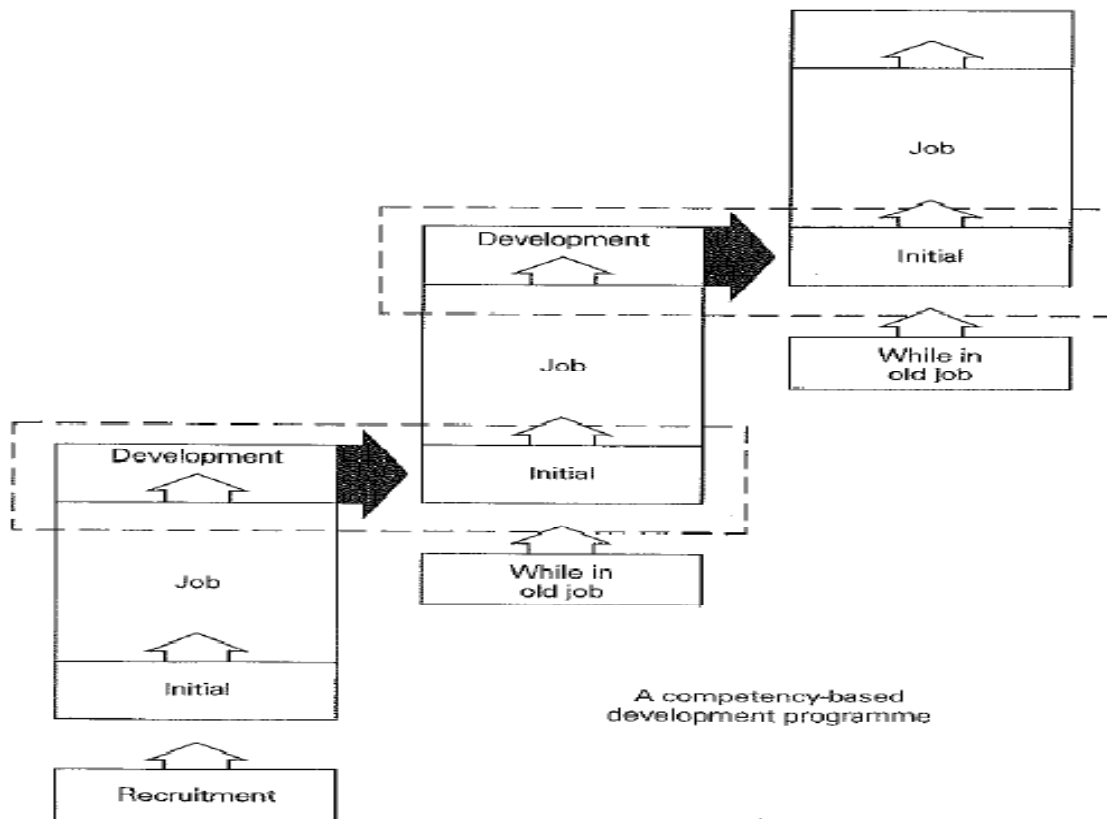 Job
Development
Initial
While in
old job
Job
Development
Initial
While in
old job
Job
Initial
A competency-based
development programme
Recruitment